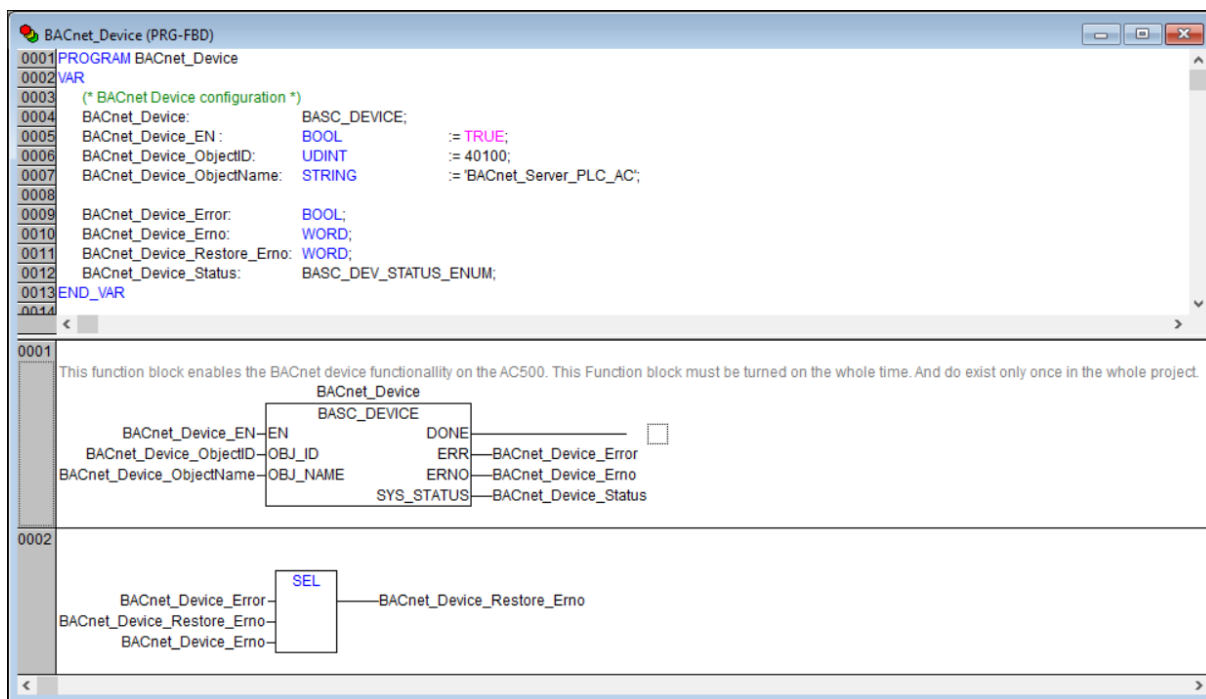 BACnet_Device (PRG-FBD)
0001 PROGRAM BACnet_Device
0002 VAR
0003 (* BACnet Device configuration *)
0004 BACnet_Device: BASC_DEVICE;
0005 BACnet_Device_EN : BOOL := TRUE;
0006 BACnet_Device_ObjectID: UDINT := 40100;
0007 BACnet_Device_ObjectName: STRING := 'BACnet_Server_PLC_AC';
0008
0009 BACnet_Device_Error: BOOL;
0010 BACnet_Device_Erno: WORD;
0011 BACnet_Device_Restore_Erno: WORD;
0012 BACnet_Device_Status: BASC_DEV_STATUS_ENUM;
0013 END_VAR
0014
0001
This function block enables the BACnet device functionallity on the AC500. This Function block must be turned on the whole time. And do exist only once in the whole project.
BACnet_Device
BASC_DEVICE
BACnet_Device_EN EN DONE
BACnet_Device_ObjectID OBJ_ID ERR BACnet_Device_Error
BACnet_Device_ObjectName OBJ_NAME ERNO BACnet_Device_Erno
SYS_STATUS BACnet_Device_Status
0002
SEL
BACnet_Device_Error BACnet_Device_Restore_Erno
BACnet_Device_Restore_Erno
BACnet_Device_Erno